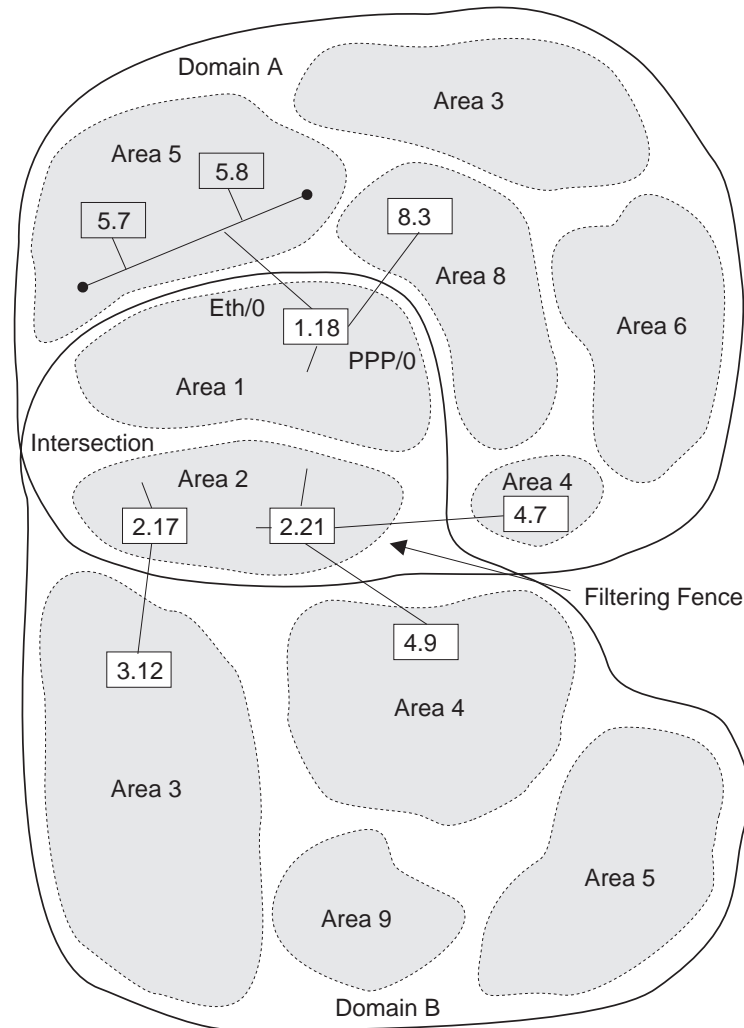 Domain A
Area 3
Area 5
5.8
5.7
8.3
Area 8
Eth/0
1.18
Area 6
PPP/0
Area 1
Intersection
Area 2
Area 4
2.17
2.21
4.7
Filtering Fence
4.9
3.12
Area 4
Area 3
Area 5
Area 9
Domain B